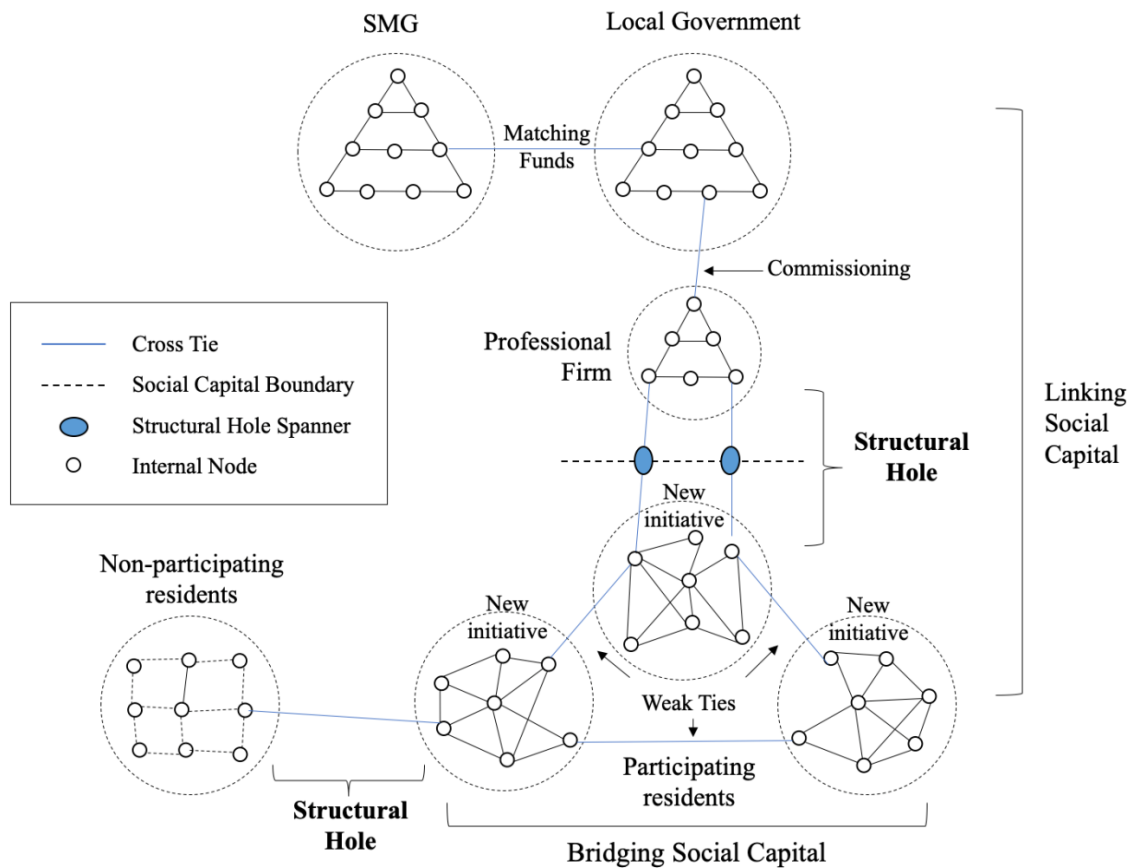 SMG
Local Government
Matching
Funds
Commissioning
Professional
Firm
Cross Tie
Social Capital Boundary
Structural Hole Spanner
Internal Node
Structural
Hole
Linking
Social
Capital
New
initiative
Non-participating
residents
New
initiative
New
initiative
Weak Ties
Participating
residents
Structural
Hole
Bridging Social Capital